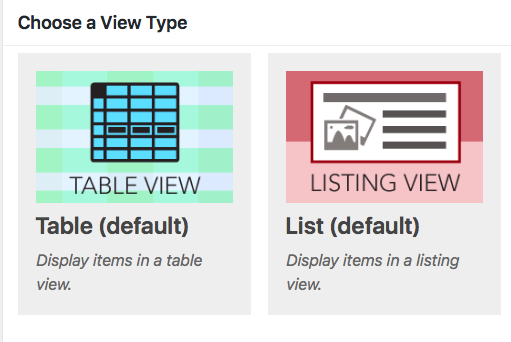 Choose a View Type
TABLE VIEW
Table (default)
Display items in a table
view.
LISTING VIEW
List (default)
Display items in a listing
view.